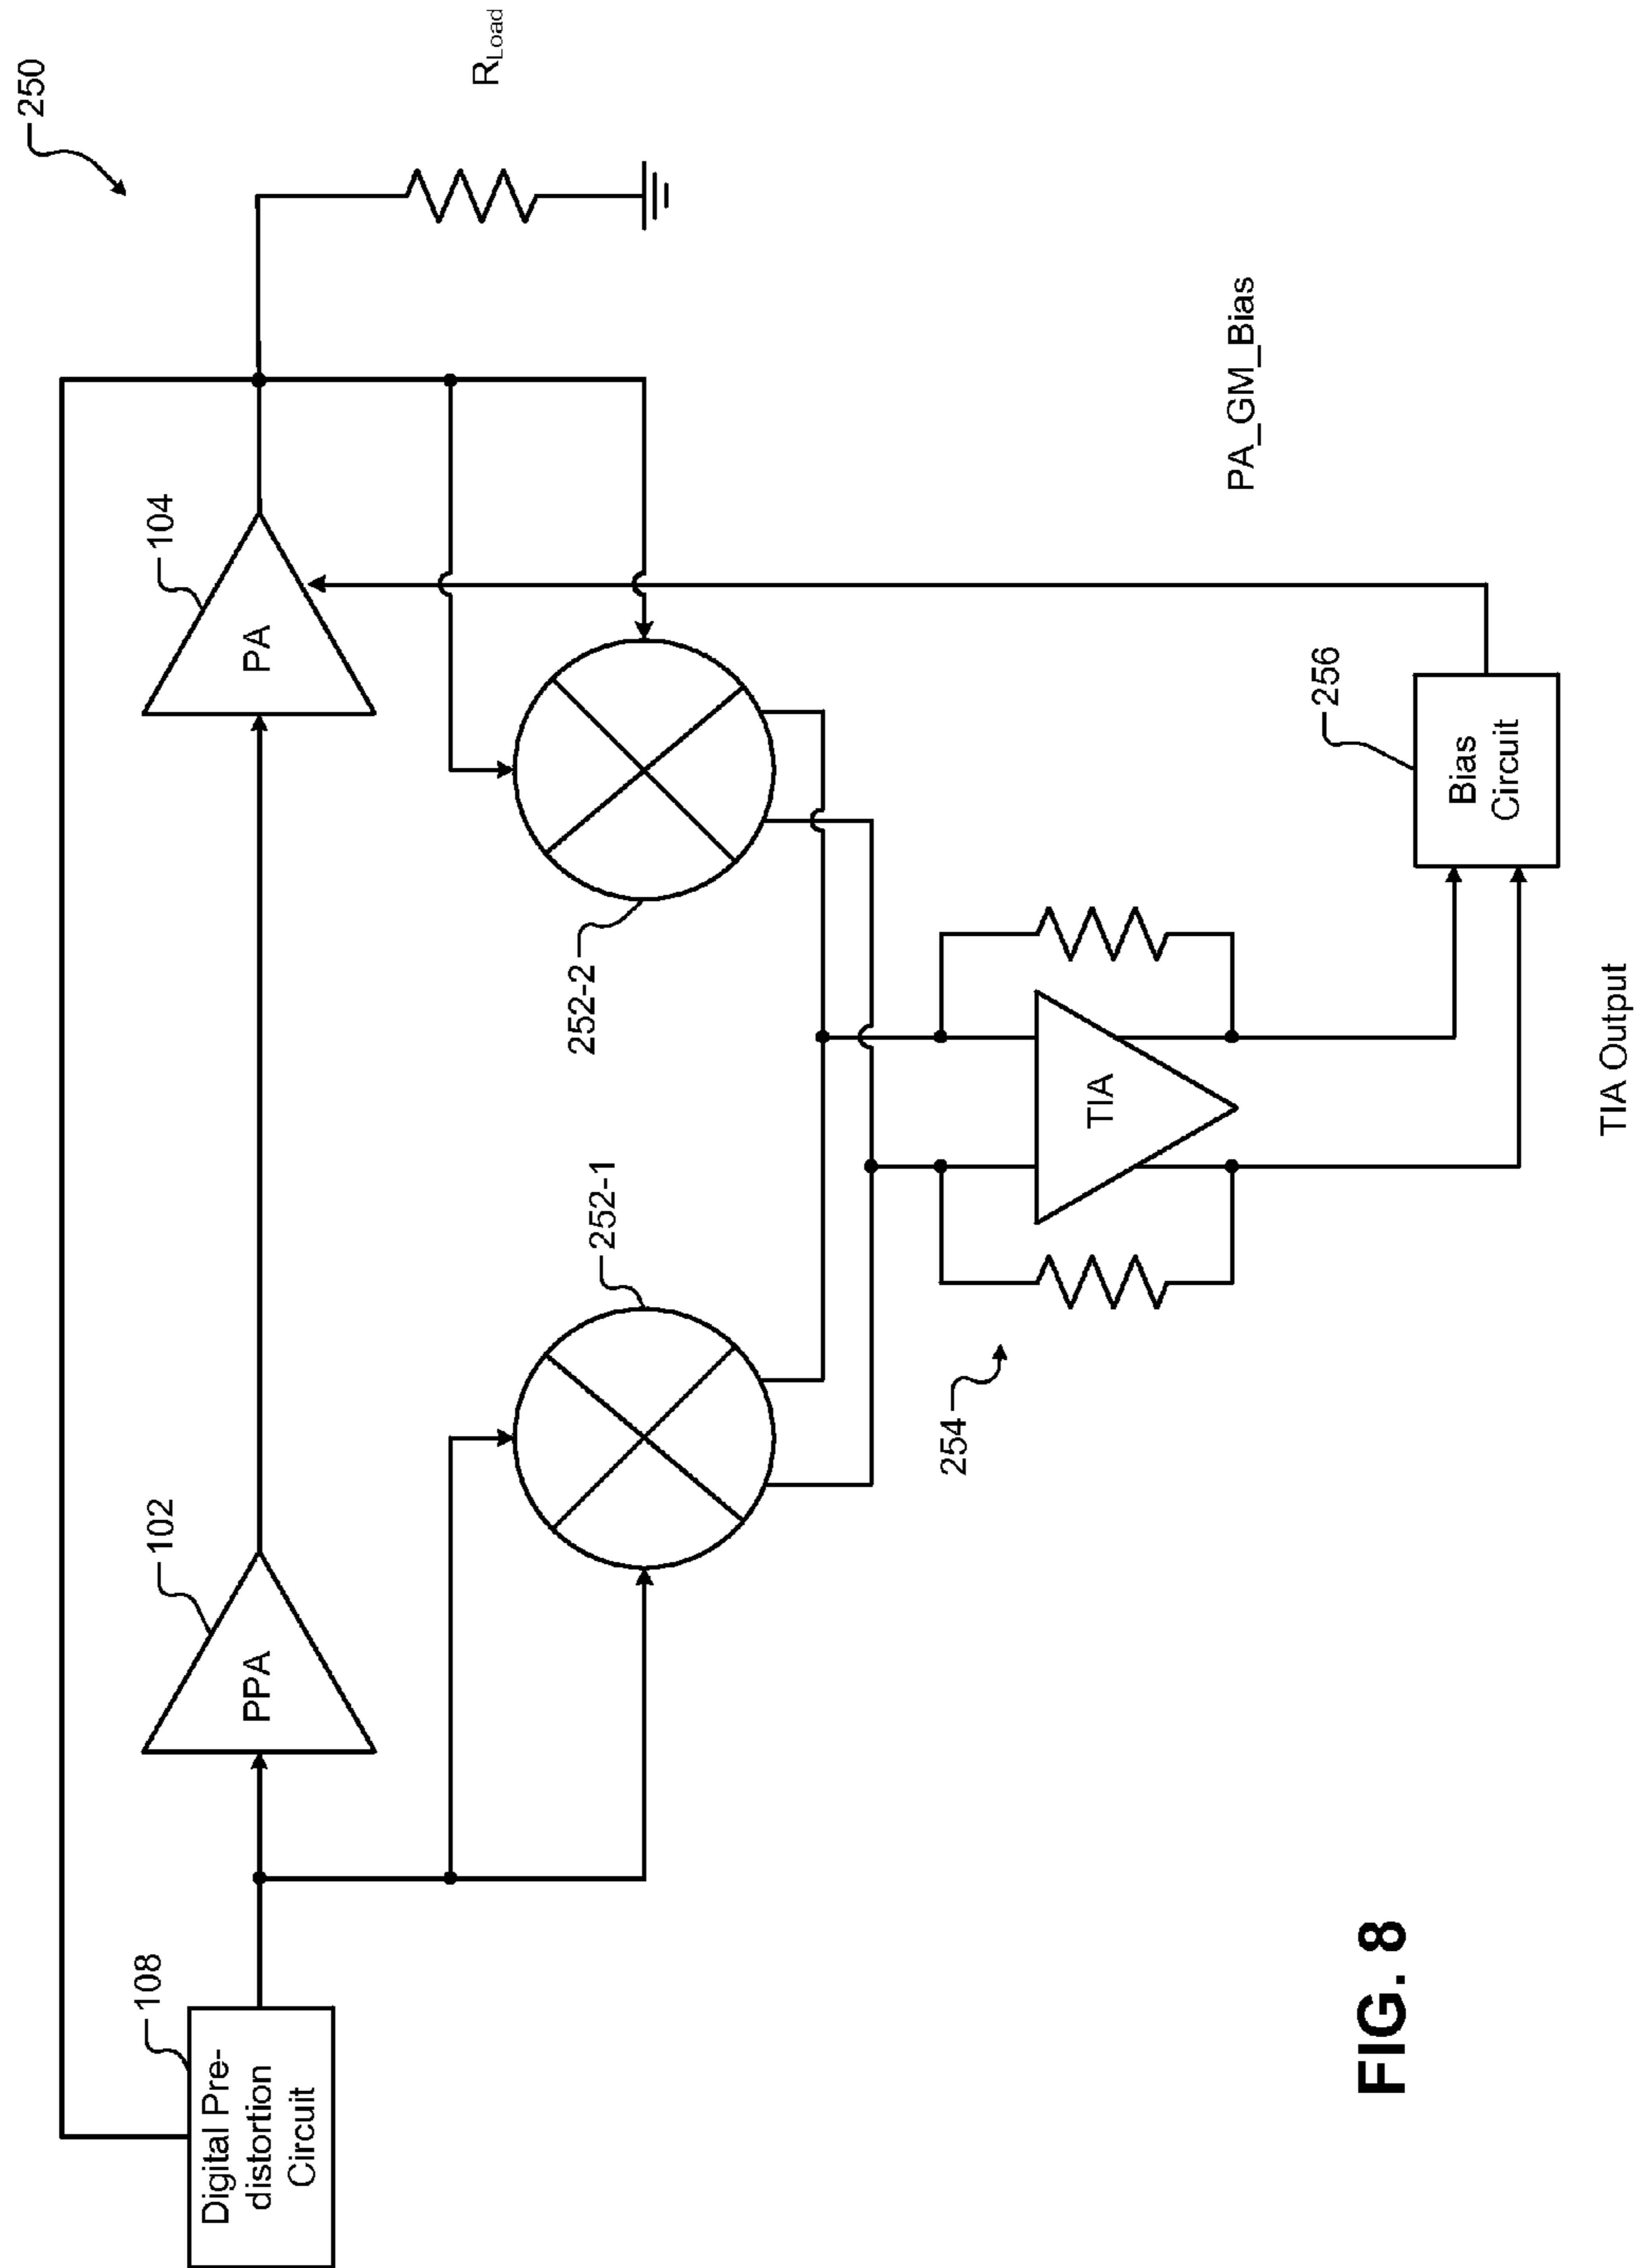 250
108
Digital Pre-
distortion
Circuit
102
PPA
104
PA
RLoad
252-1
252-2
254
TIA
256
Bias
Circuit
PA_GM_Bias
TIA Output
FIG. 8